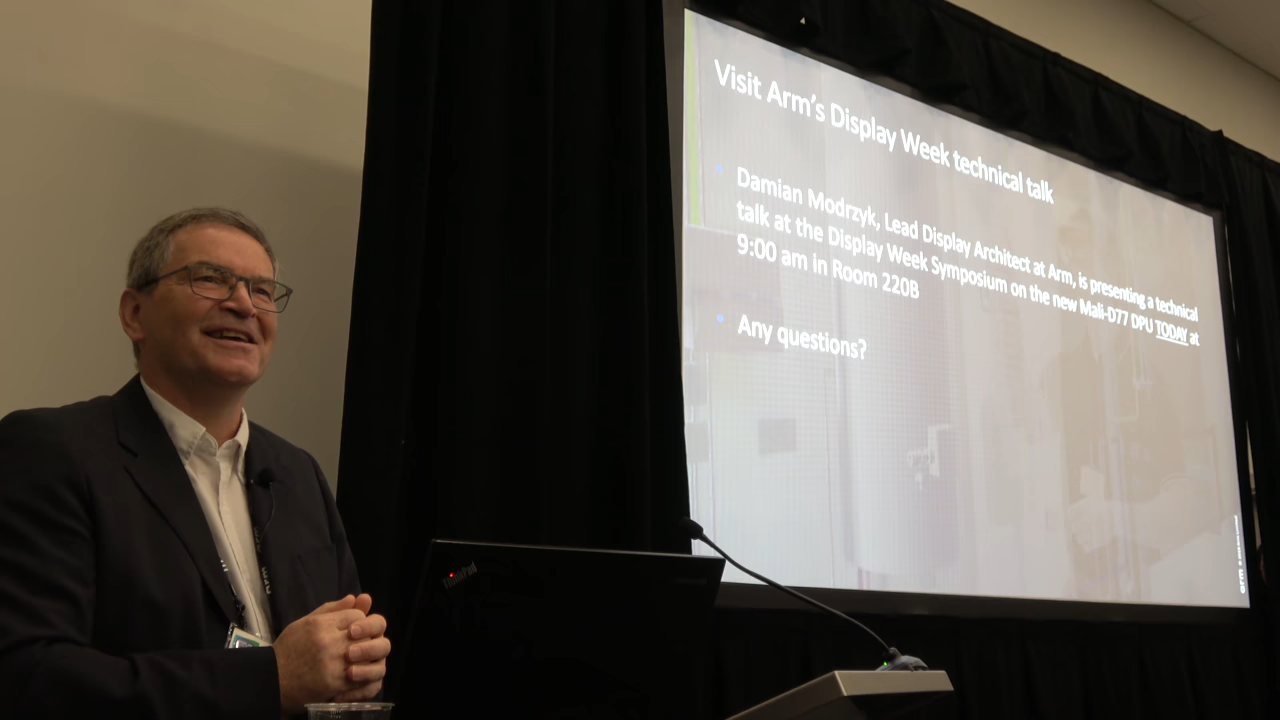 Visit Arm's Display Week technical talk
Damian Modrzyk, Lead Display Architect at Arm, is presenting a technical
talk at the Display Week Symposium on the new Mali-D77 DPU TODAY at
9:00 am in Room 220B
Any questions?
arm
ThinkPad